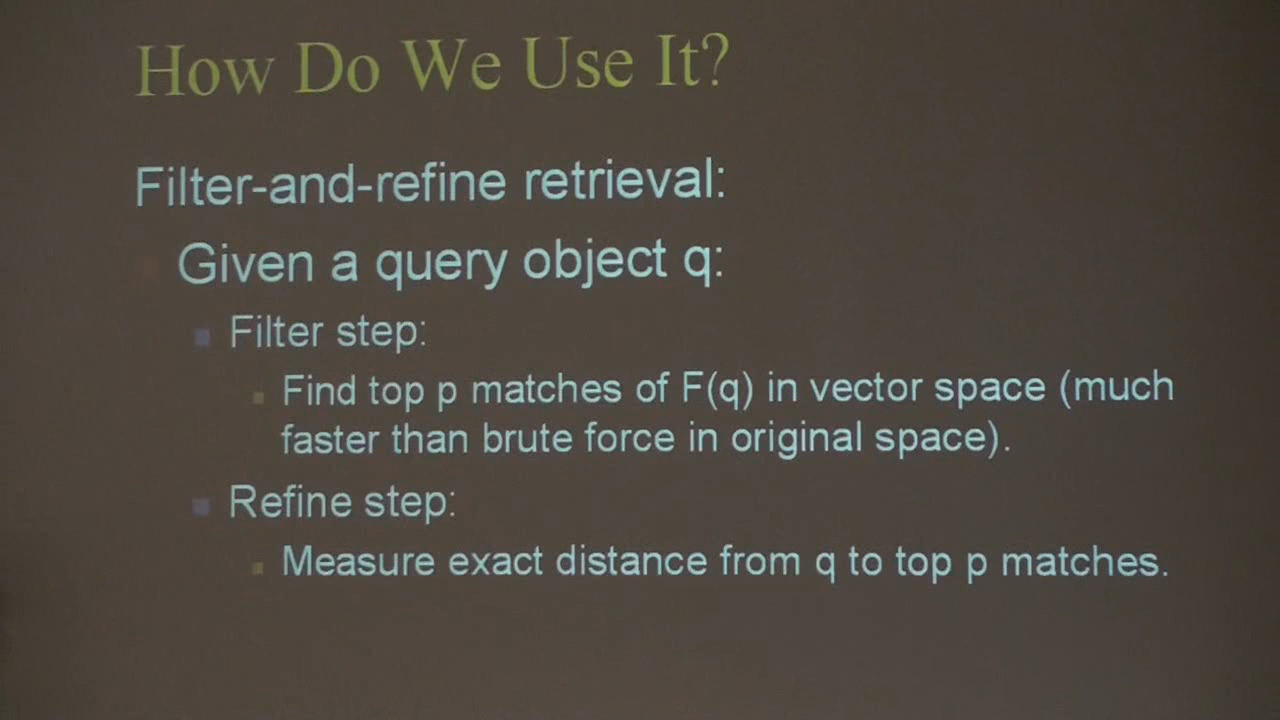 How Do We Use It?
Filter-and-refine retrieval:
Given a query object q:
Filter step:
Find top p matches of F(q) in vector space (much
faster than brute force in original space).
Refine step:
Measure exact distance from q to top p matches.